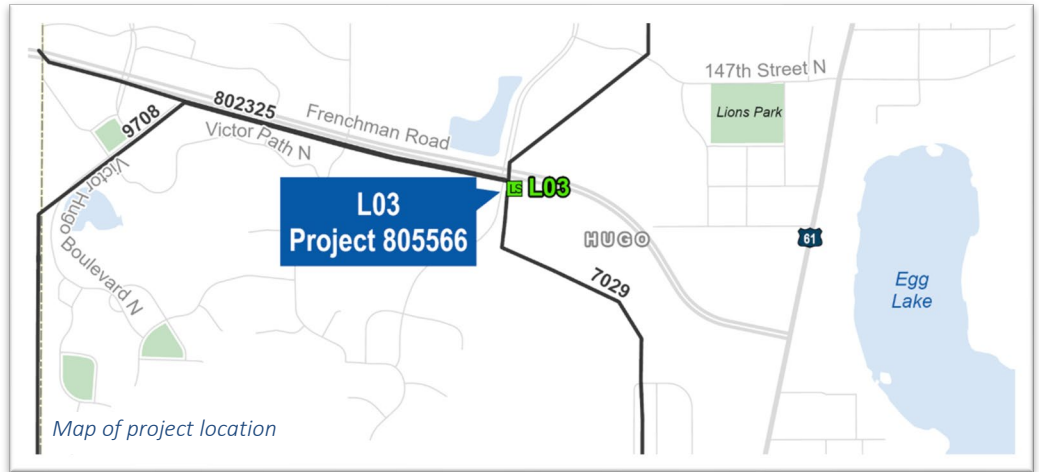 147th Street N
Lions Park
9708
802325
Frenchman Road
Victor Path N
Victor Hugo
Boulevard N
LS
L03
L03
Project 805566
HUGO
61
7029
Egg
Lake
Map of project location